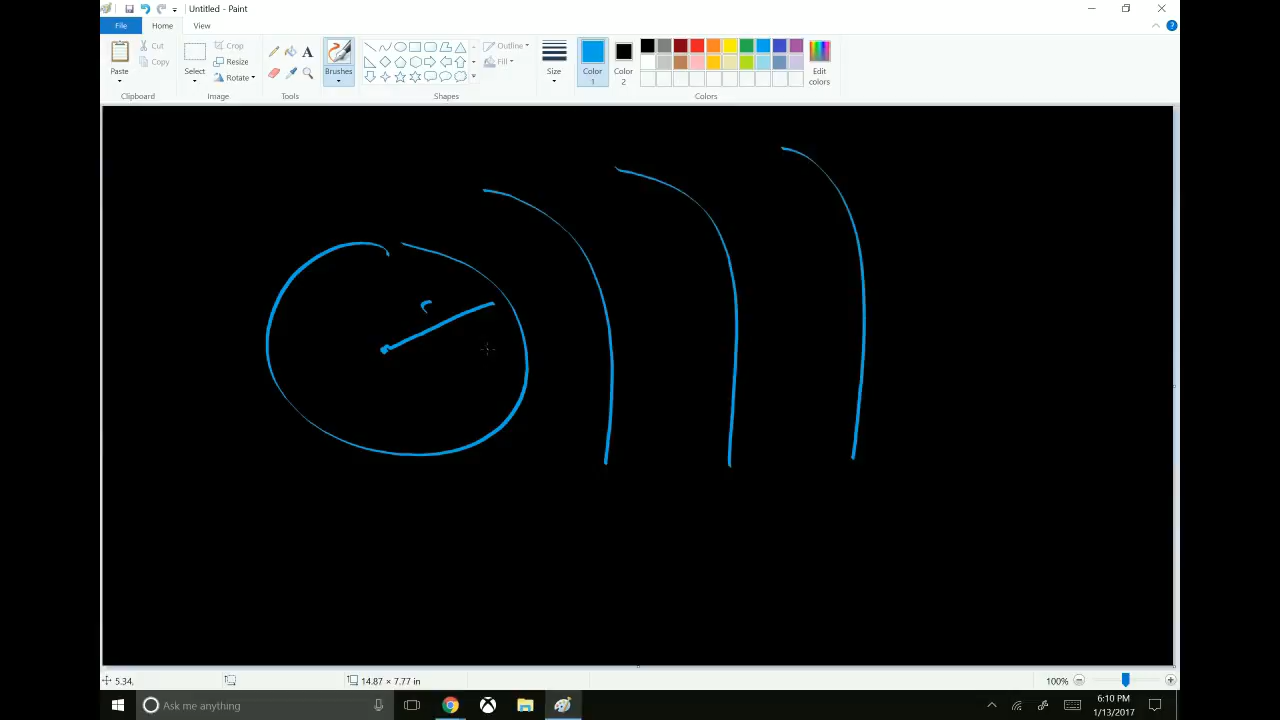 Untitled - Paint
File Home View
Paste
Cut
Copy
Clipboard
Select
Crop
Resize
Rotate
Image
A
Tools
Brushes
Outline
Fill
Shapes
Size
Color 1
Color 2
Edit colors
Colors
r
5.34,
14.87 × 7.77 in
100%
Ask me anything
6:10 PM
1/13/2017